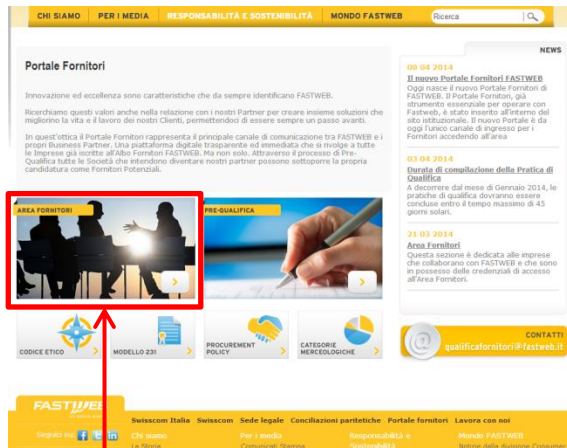 CHI SIAMO PER I MEDIA RESPONSABILITÀ E SOSTENIBILITÀ MONDO FASTWEB Ricerca
Portale Fornitori
Innovazione ed eccellenza sono caratteristiche che da sempre identificano FASTWEB.
Ricerchiamo questi valori anche nella relazione con i nostri Partner per creare insieme soluzioni che
migliorino la vita e il lavoro dei nostri Clienti, permettendoci di essere sempre un passo avanti.
In quest'ottica il Portale Fornitori rappresenta il principale canale di comunicazione tra FASTWEB e i
propri Business Partner. Una piattaforma digitale trasparente ed immediata che si rivolge a tutte
le Imprese già iscritte all'Albo Fornitori FASTWEB. Ma non solo. Attraverso il processo di Pre-
Qualifica tutte le Società che intendono diventare nostri partner possono sottoporre la propria
candidatura come Fornitori Potenziali.
AREA FORNITORI
PRE-QUALIFICA
CODICE ETICO
MODELLO 231
PROCUREMENT
POLICY
CATEGORIE
MERCEOLOGICHE
NEWS
09 04 2014
Il nuovo Portale Fornitori FASTWEB
Oggi nasce il nuovo Portale Fornitori di
FASTWEB. Il Portale Fornitori, già
strumento essenziale per operare con
Fastweb, è stato inserito all'interno del
sito istituzionale. Il nuovo Portale è da
oggi l'unico canale di ingresso per i
Fornitori accedendo all'area
03 04 2014
Durata di compilazione della Pratica di
Qualifica
A decorrere dal mese di Gennaio 2014, le
pratiche di qualifica dovranno essere
concluse entro il tempo massimo di 45
giorni solari.
31 03 2014
Area Fornitori
Questa sezione è dedicata alle imprese
che collaborano con FASTWEB e che sono
in possesso delle credenziali di accesso
all'Area Fornitori.
CONTATTI
qualificafornitori@fastweb.it
FASTWEB
Swisscom Italia Swisscom Sede legale Conciliazioni paritetiche Portale fornitori Lavora con noi
Seguici su: Chi siamo Per i media Responsabilità e Mondo FASTWEB
La Storia Comunicati Stampa Sostenibilità Notizie dalla divisione Consumer